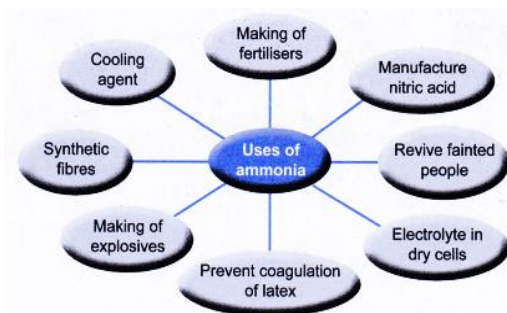 Making of
fertilisers
Cooling
agent
Manufacture
nitric acid
Synthetic
fibres
Uses of
ammonia
Revive fainted
people
Making of
explosives
Electrolyte in
dry cells
Prevent coagulation
of latex